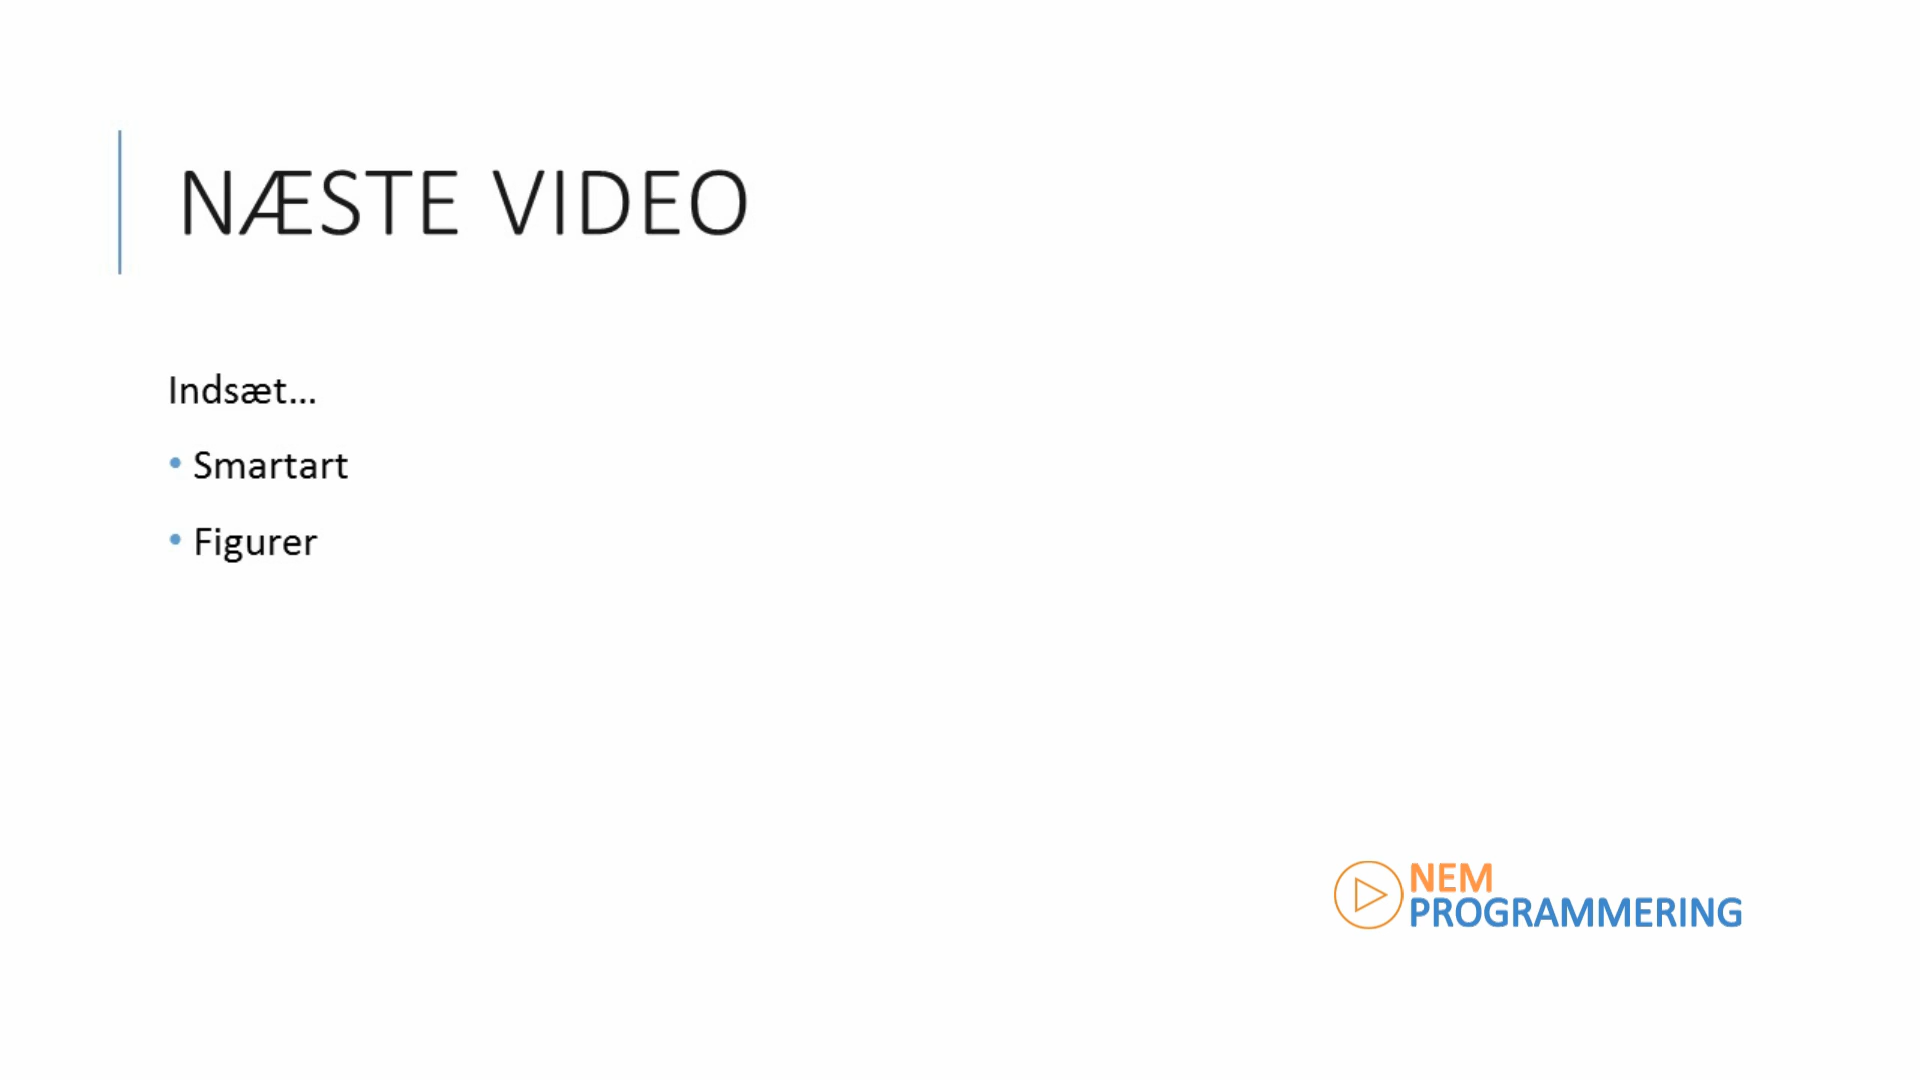 NÆSTE VIDEO
Indsæt...
• Smartart
• Figurer
NEM
PROGRAMMERING